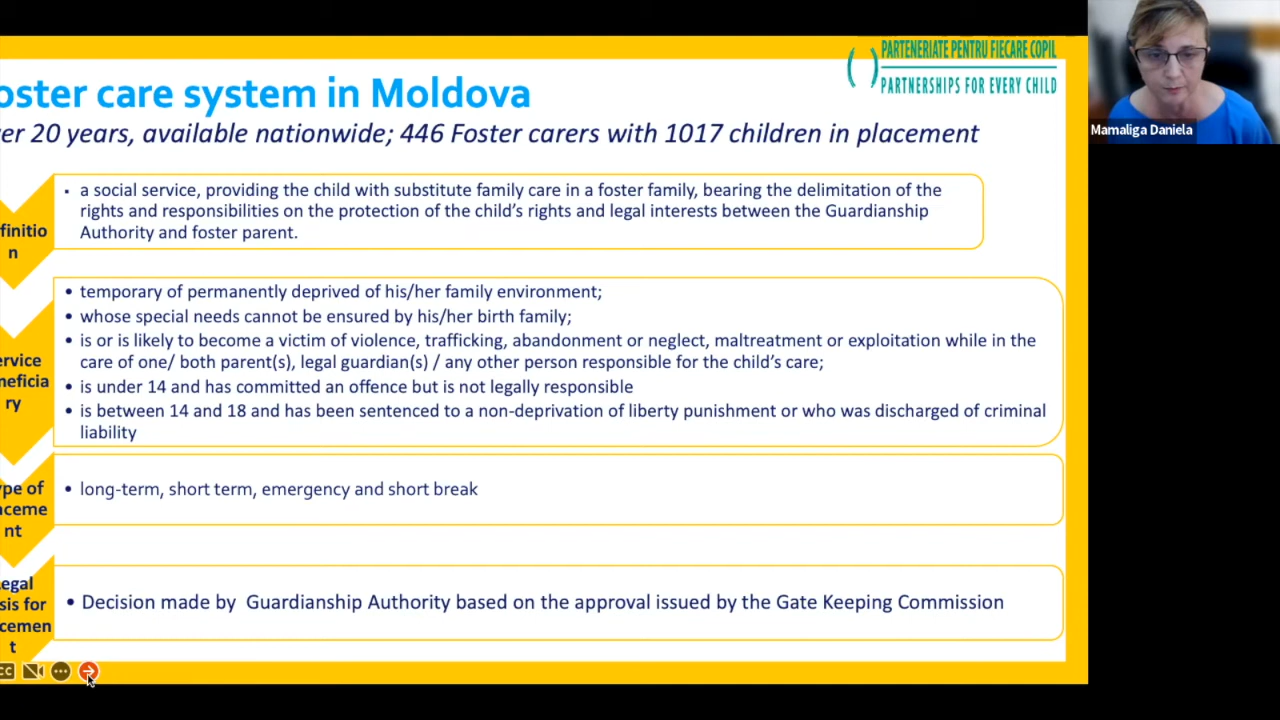 PARTENERIATE PENTRU FIECARE COPIL
PARTNERSHIPS FOR EVERY CHILD
Mamaliga Daniela
oster care system in Moldova
er 20 years, available nationwide; 446 Foster carers with 1017 children in placement
finitio
n
▪ a social service, providing the child with substitute family care in a foster family, bearing the delimitation of the
rights and responsibilities on the protection of the child's rights and legal interests between the Guardianship
Authority and foster parent.
ervice
neficia
ry
• temporary of permanently deprived of his/her family environment;
• whose special needs cannot be ensured by his/her birth family;
• is or is likely to become a victim of violence, trafficking, abandonment or neglect, maltreatment or exploitation while in the
care of one/ both parent(s), legal guardian(s) / any other person responsible for the child's care;
• is under 14 and has committed an offence but is not legally responsible
• is between 14 and 18 and has been sentenced to a non-deprivation of liberty punishment or who was discharged of criminal
liability
ype of
aceme
nt
• long-term, short term, emergency and short break
egal
sis for
cemen
t
• Decision made by Guardianship Authority based on the approval issued by the Gate Keeping Commission
CC